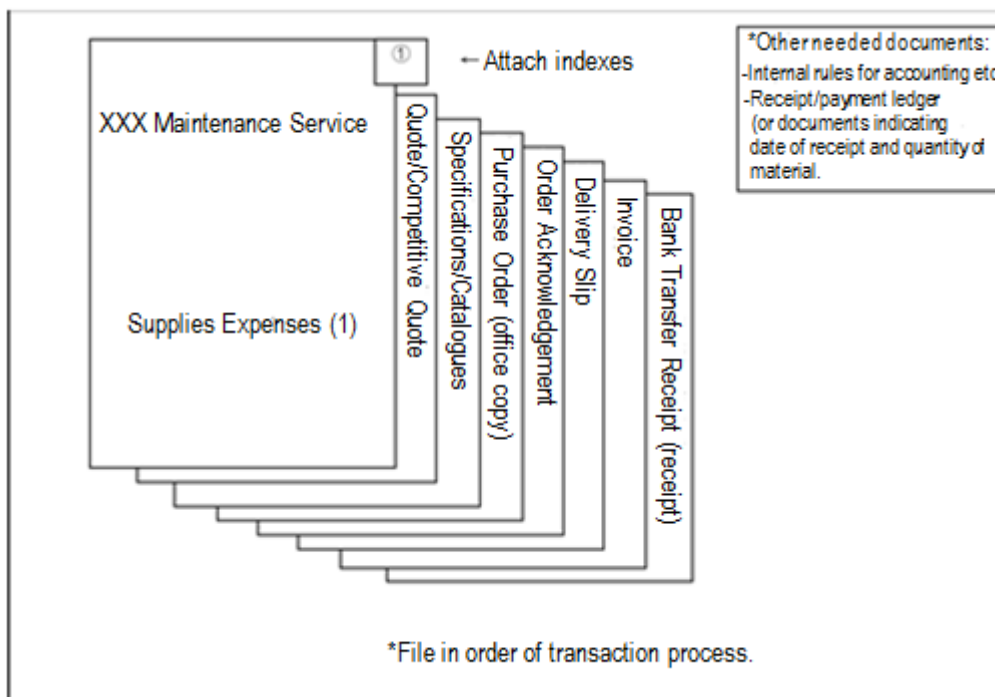 ①
← Attach indexes
XXX Maintenance Service
Supplies Expenses (1)
Quote/Competitive Quote
Specifications/Catalogues
Purchase Order (office copy)
Order Acknowledgement
Delivery Slip
Invoice
Bank Transfer Receipt (receipt)
*Other needed documents:
-Internal rules for accounting etc
-Receipt/payment ledger
(or documents indicating
date of receipt and quantity of
material.
*File in order of transaction process.